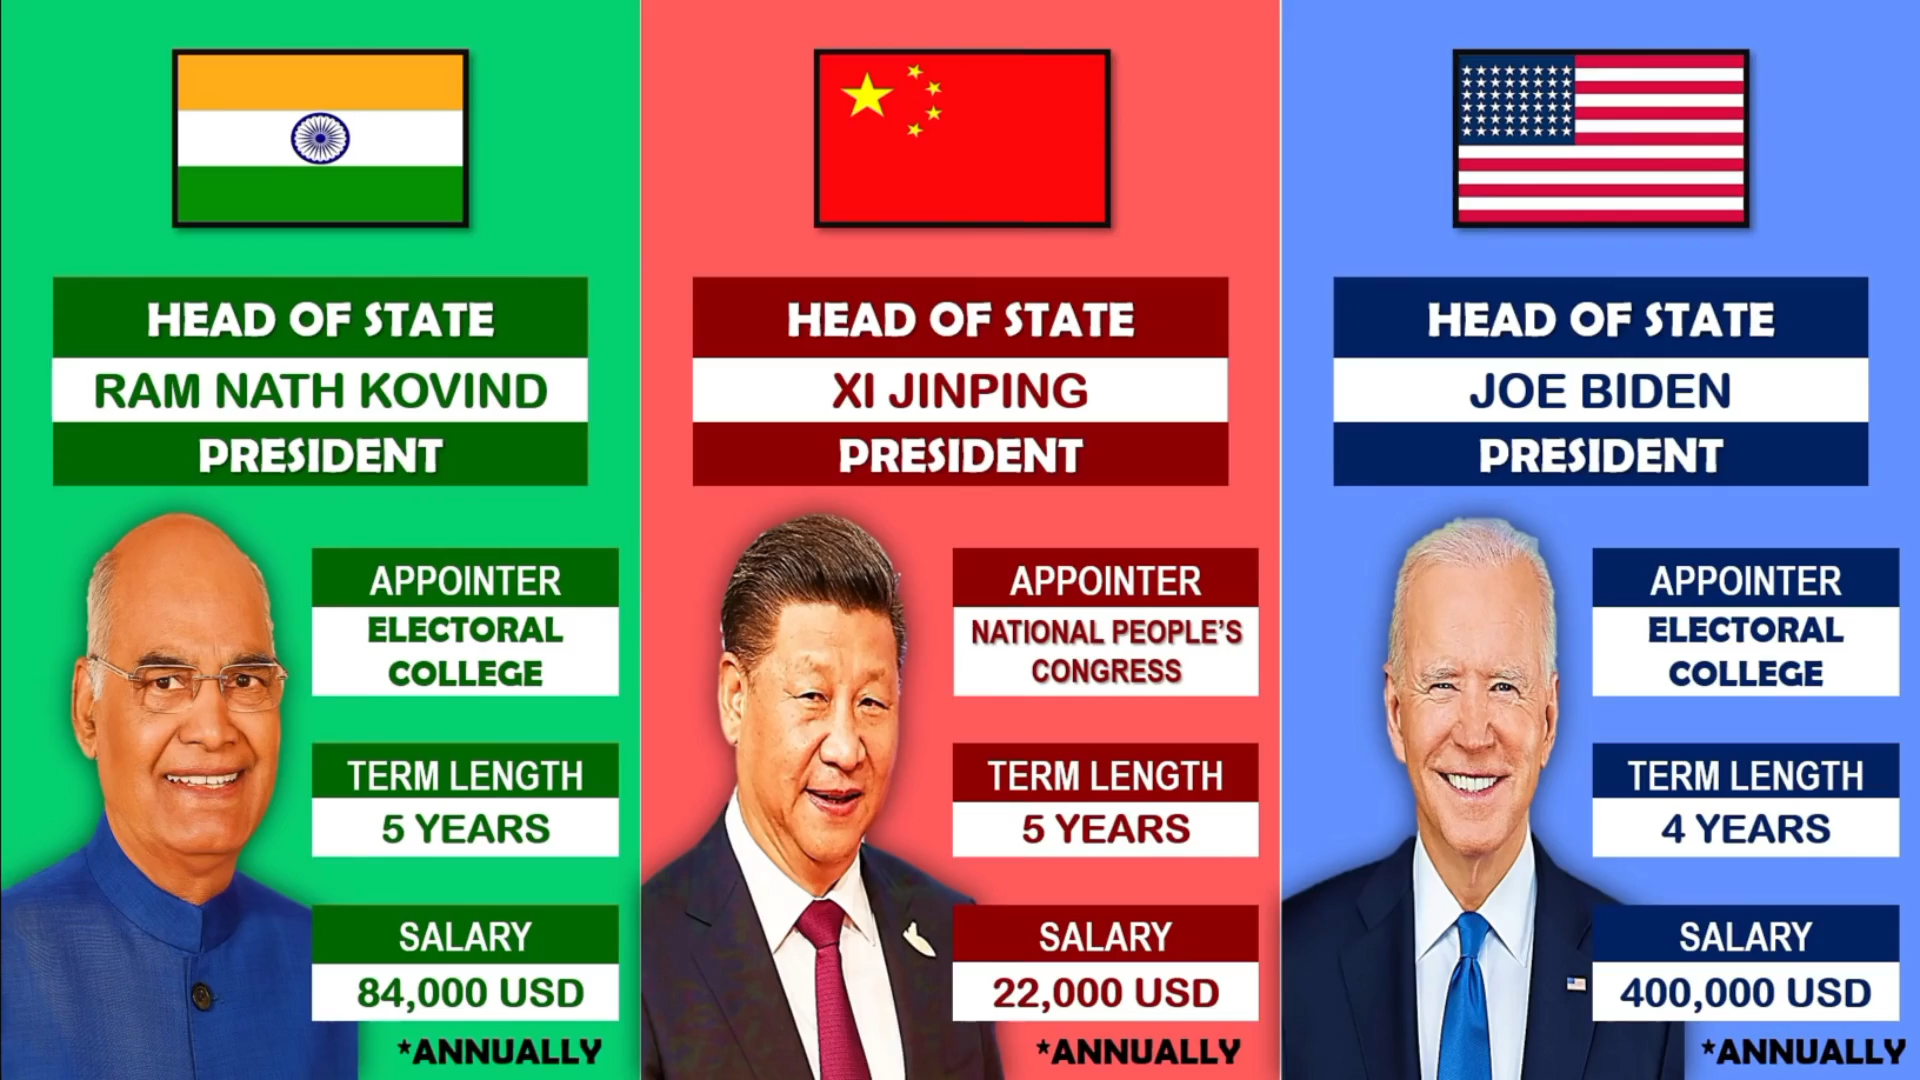 HEAD OF STATE
RAM NATH KOVIND
PRESIDENT
APPOINTER
ELECTORAL
COLLEGE
TERM LENGTH
5 YEARS
SALARY
84,000 USD
*ANNUALLY
HEAD OF STATE
XI JINPING
PRESIDENT
APPOINTER
NATIONAL PEOPLE'S
CONGRESS
TERM LENGTH
5 YEARS
SALARY
22,000 USD
*ANNUALLY
HEAD OF STATE
JOE BIDEN
PRESIDENT
APPOINTER
ELECTORAL
COLLEGE
TERM LENGTH
4 YEARS
SALARY
400,000 USD
*ANNUALLY